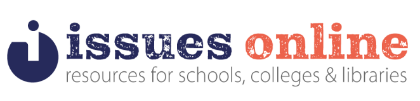 issues online
resources for schools, colleges & libraries